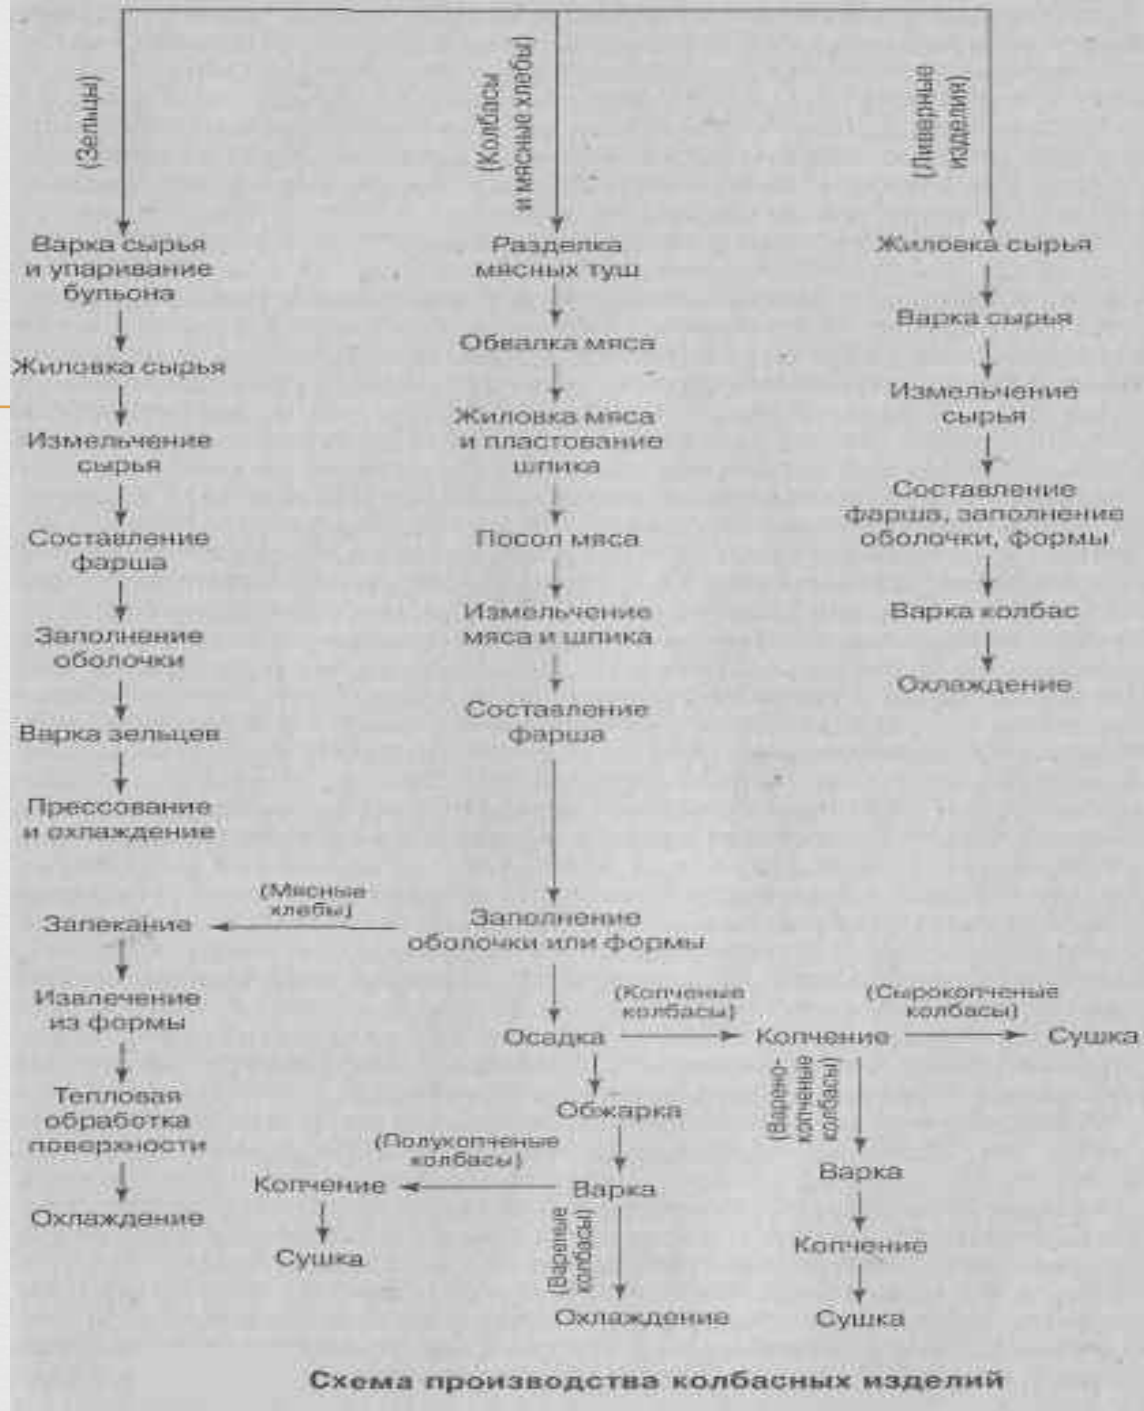 (Зельцы)
Варка сырья
и упаривание
бульона
Жиловка сырья
Измельчение
сырья
Составление
фарша
Заполнение
оболочки
Варка зельцев
Прессование
и охлаждение
(Колбасы
и мясные хлебы)
Разделка
мясных туш
Обвалка мяса
Жиловка мяса
и пластование
шпика
Посол мяса
Измельчение
мяса и шпика
Составление
фарша
Заполнение
оболочки или формы
(Ливерные
изделия)
Жиловка сырья
Варка сырья
Измельчение
сырья
Составление
фарша, заполнение
оболочки, формы
Варка колбас
Охлаждение
(Мясные
хлебы)
Запекание
Извлечение
из формы
Тепловая
обработка
поверхности
Охлаждение
Осадка
(Копченые
колбасы)
Копчение
(Сырокопченые
колбасы)
Сушка
Обжарка
Варка
(Полукопченые
колбасы)
Копчение
Сушка
(Вареные
колбасы)
Охлаждение
(Варено-
копченые
колбасы)
Варка
Копчение
Сушка
Схема производства колбасных изделий